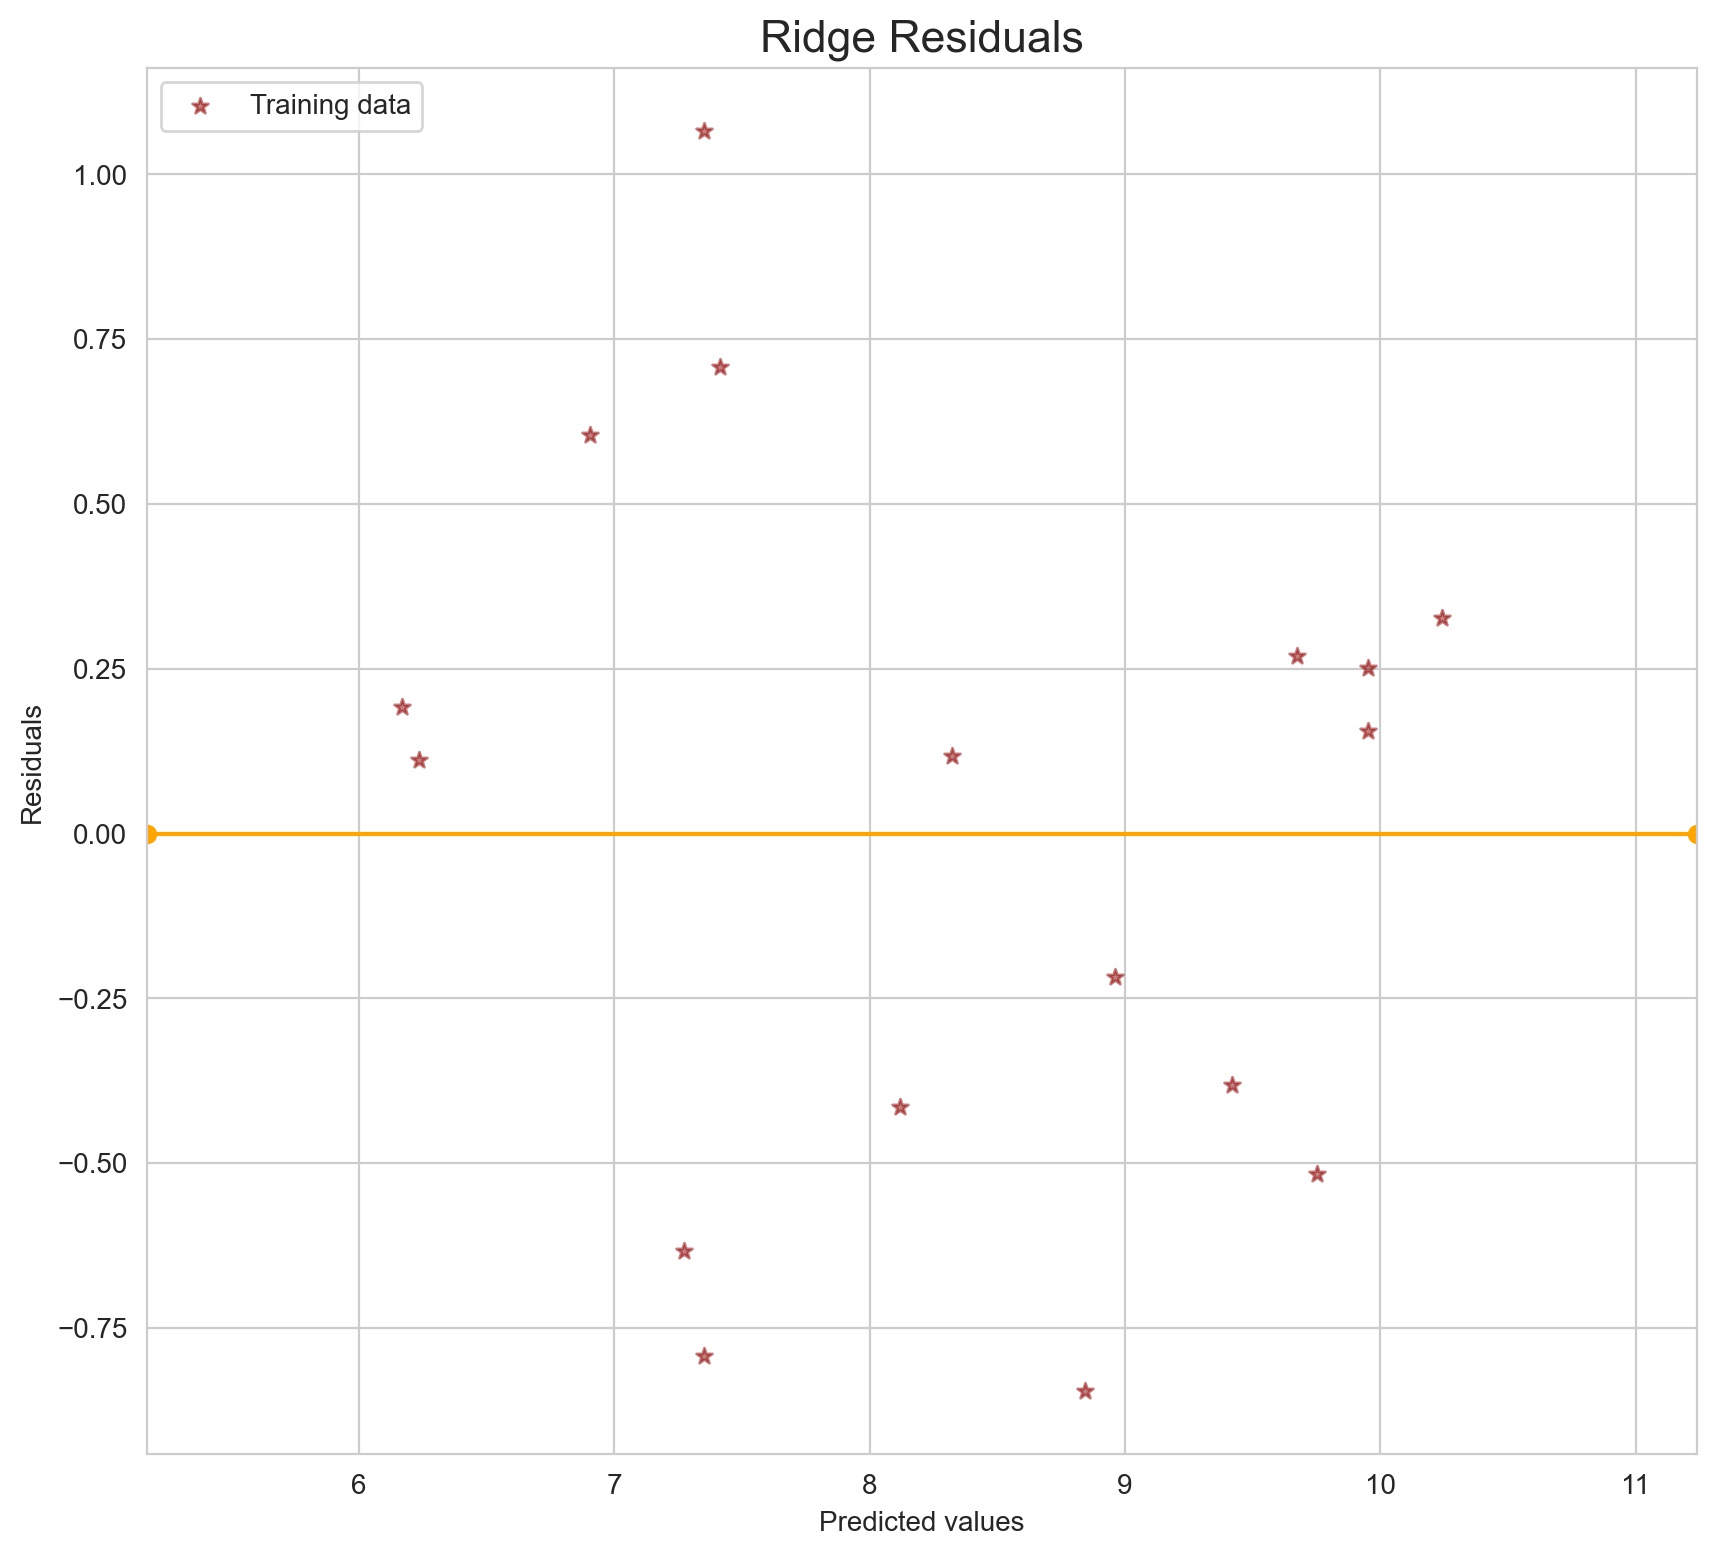 Ridge Residuals
Training data
1.00
0.75
0.50
0.25
0.00
−0.25
−0.50
−0.75
Residuals
6 7 8 9 10 11
Predicted values